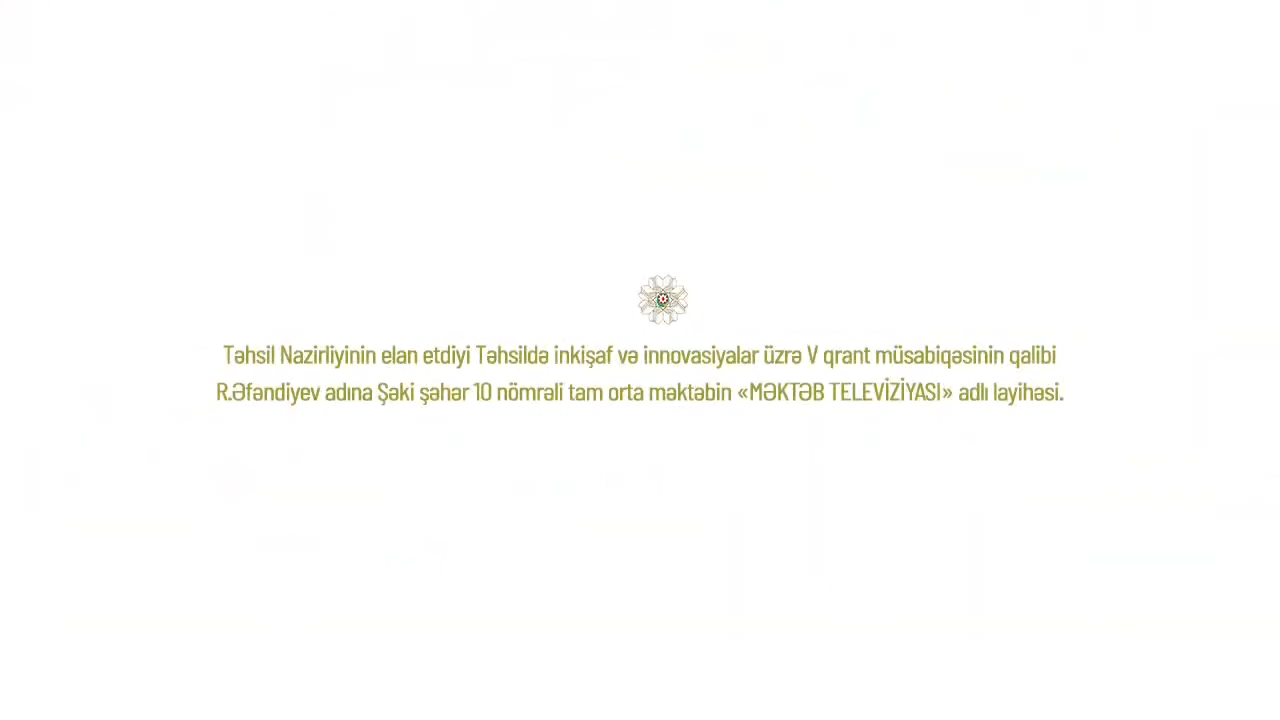 Təhsil Nazirliyinin elan etdiyi Təhsildə inkişaf və innovasiyalar üzrə V qrant müsabiqəsinin qalibi
R.Əfəndiyev adına Şəki şəhər 10 nömrəli tam orta məktəbin «MƏKTƏB TELEVİZİYASI» adlı layihəsi.